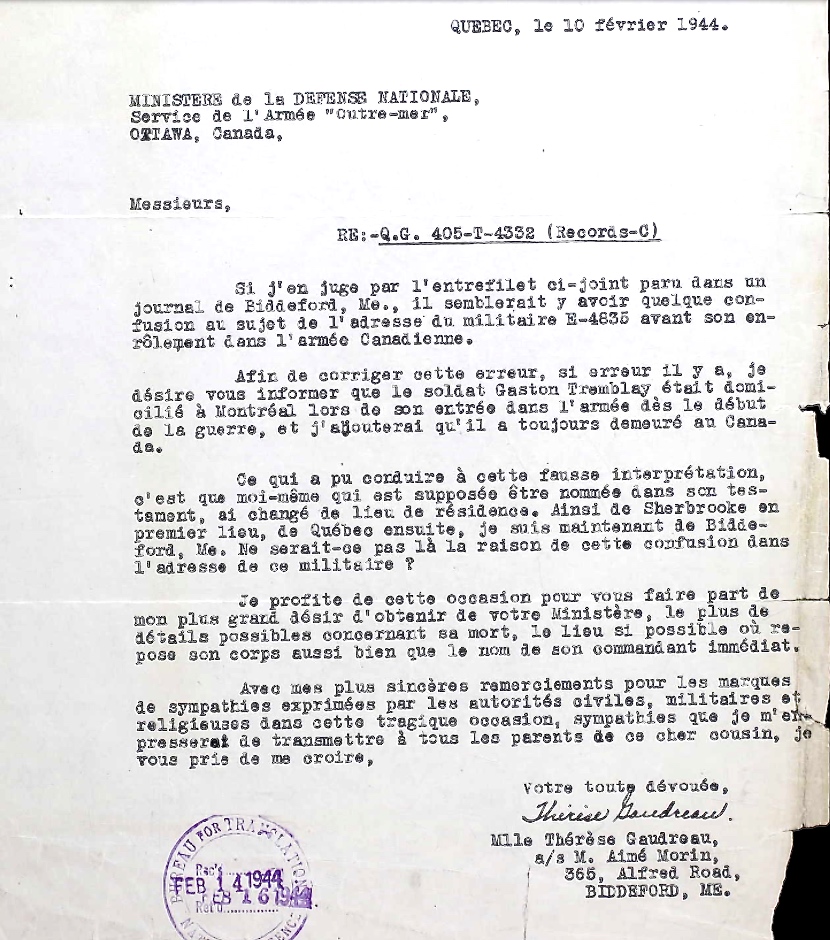 QUEBEC, le 10 février 1944.
MINISTERE de la DEFENSE NATIONALE,
Service de l'Armée "Outre-mer",
OTTAWA, Canada,
Messieurs,
RE:-Q.G. 405-T-4332 (Records-C)
Si j'en juge par l'entrefilet ci-joint paru dans un
journal de Biddeford, Me., il semblerait y avoir quelque con-
fusion au sujet de l'adresse du militaire E-4635 avant son en-
rôlement dans l'armée Canadienne.
Afin de corriger cette erreur, si erreur il y a, je
désire vous informer que le soldat Gaston Tremblay était domi-
cilié à Montréal lors de son entrée dans l'armée dès le début
de la guerre, et j'ajouterai qu'il a toujours demeuré au Cana-
da.
Ce qui a pu conduire à cette fausse interprétation,
c'est que moi-même qui est supposée être nommée dans son tes-
tament, ai changé de lieu de résidence. Ainsi de Sherbrooke en
premier lieu, de Québec ensuite, je suis maintenant de Bidde-
ford, Me. Ne serait-ce pas là la raison de cette confusion dans
l'adresse de ce militaire ?
Je profite de cette occasion pour vous faire part de
mon plus grand désir d'obtenir de votre Ministère, le plus de
détails possibles concernant sa mort, le lieu si possible où re-
pose son corps aussi bien que le nom de son commandant immédiat.
Avec mes plus sincères remerciements pour les marques
de sympathies exprimées par les autorités civiles, militaires et
religieuses dans cette tragique occasion, sympathies que je m'em-
presserai de transmettre à tous les parents de ce cher cousin, je
vous prie de me croire,
Votre toute dévouée,
Thérèse Gaudreau.
Mlle Thérèse Gaudreau,
a/s M. Aimé Morin,
365, Alfred Road,
BIDDEFORD, ME.
BUREAU FOR TRANSLATIONS
Rec'd
FEB 14 1944
FEB 16 1944
Ret'd